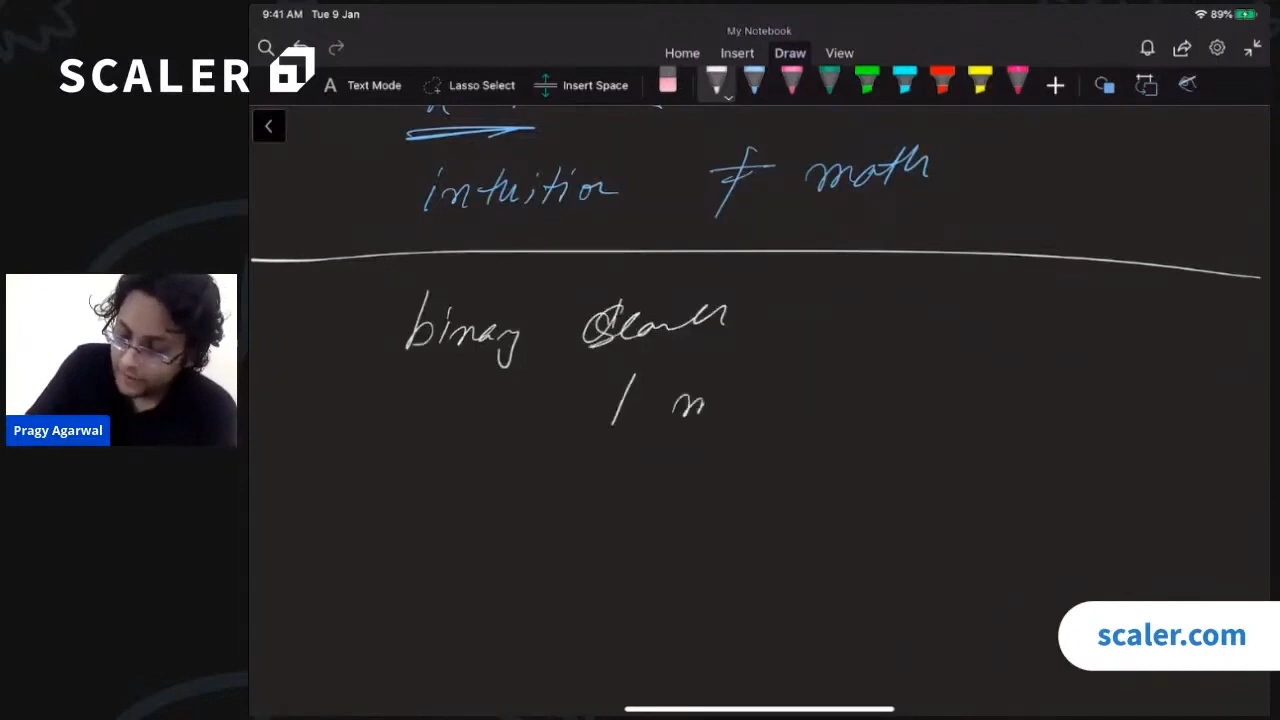 9:41 AM Tue 9 Jan
89%
My Notebook
SCALER
Home Insert Draw View
Text Mode Lasso Select Insert Space
intuition ≠ math
binary Search
1 n
Pragy Agarwal
scaler.com